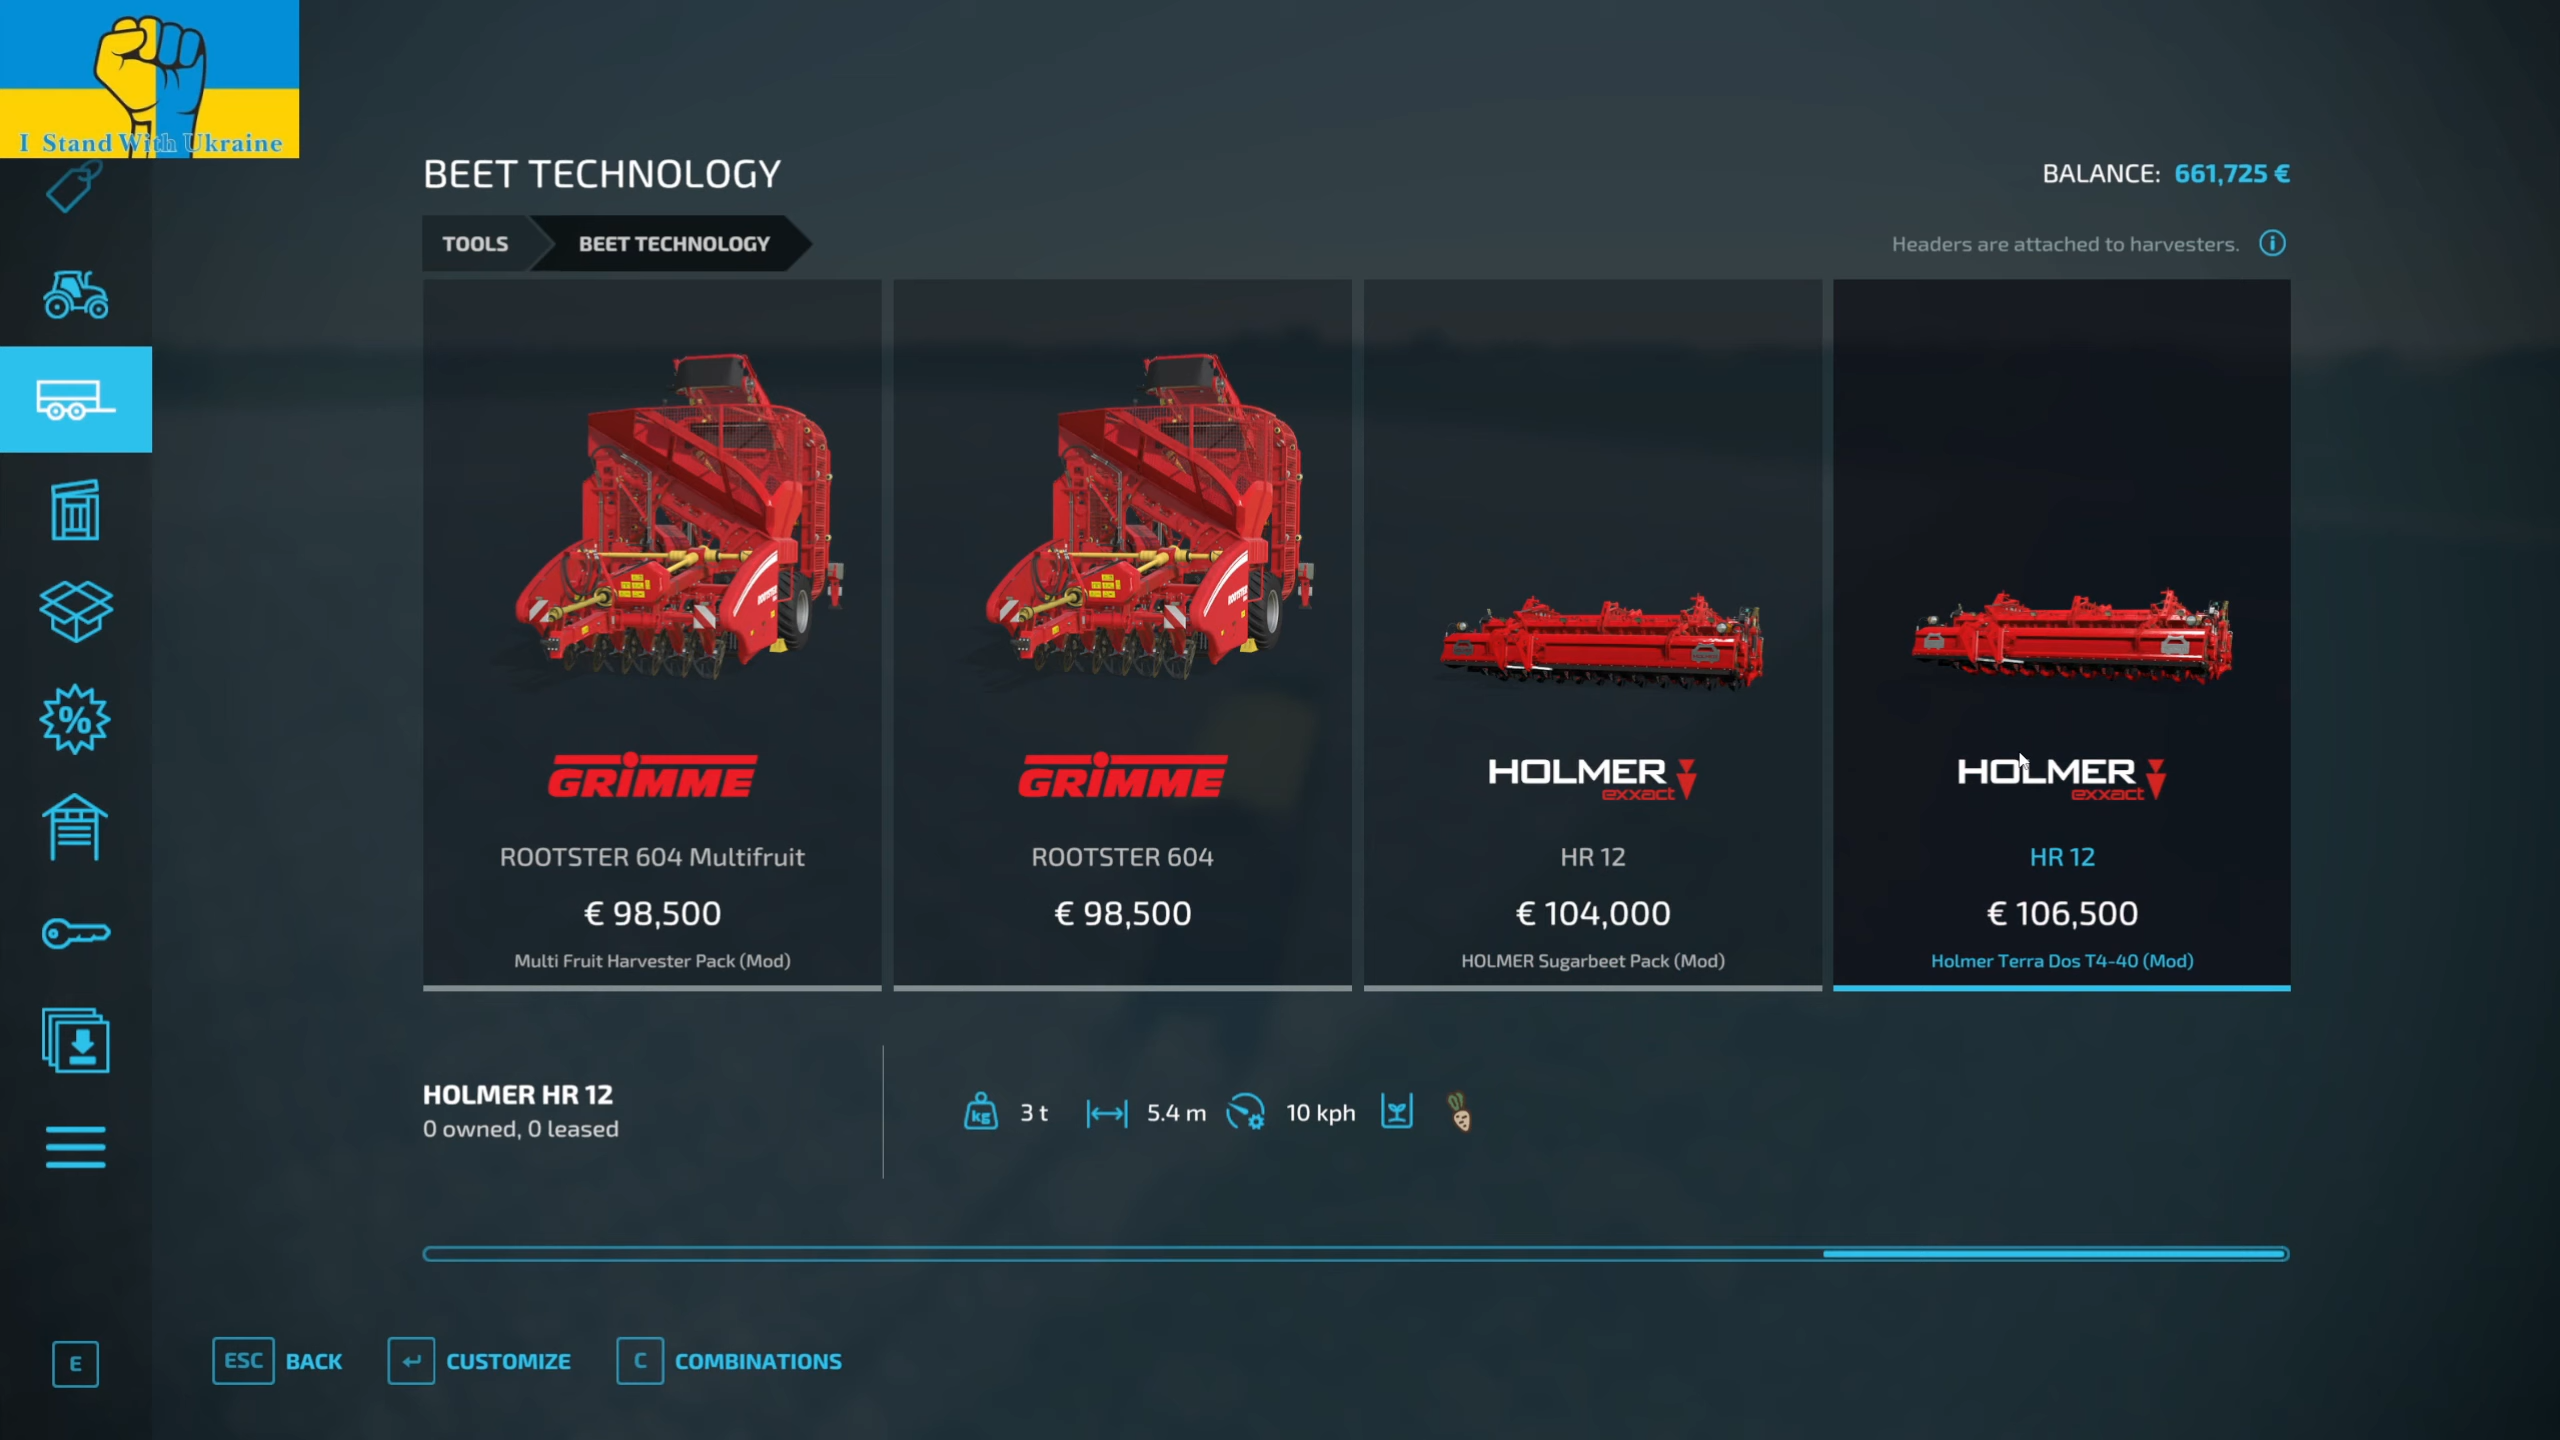 I Stand With Ukraine
BEET TECHNOLOGY
BALANCE: 661,725 €
TOOLS
BEET TECHNOLOGY
Headers are attached to harvesters.
GRIMME
ROOTSTER 604 Multifruit
€ 98,500
Multi Fruit Harvester Pack (Mod)
GRIMME
ROOTSTER 604
€ 98,500
HOLMER
exxact
HR 12
€ 104,000
HOLMER Sugarbeet Pack (Mod)
HOLMER
exxact
HR 12
€ 106,500
Holmer Terra Dos T4-40 (Mod)
HOLMER HR 12
0 owned, 0 leased
kg 3 t 5.4 m 10 kph
E ESC BACK CUSTOMIZE C COMBINATIONS